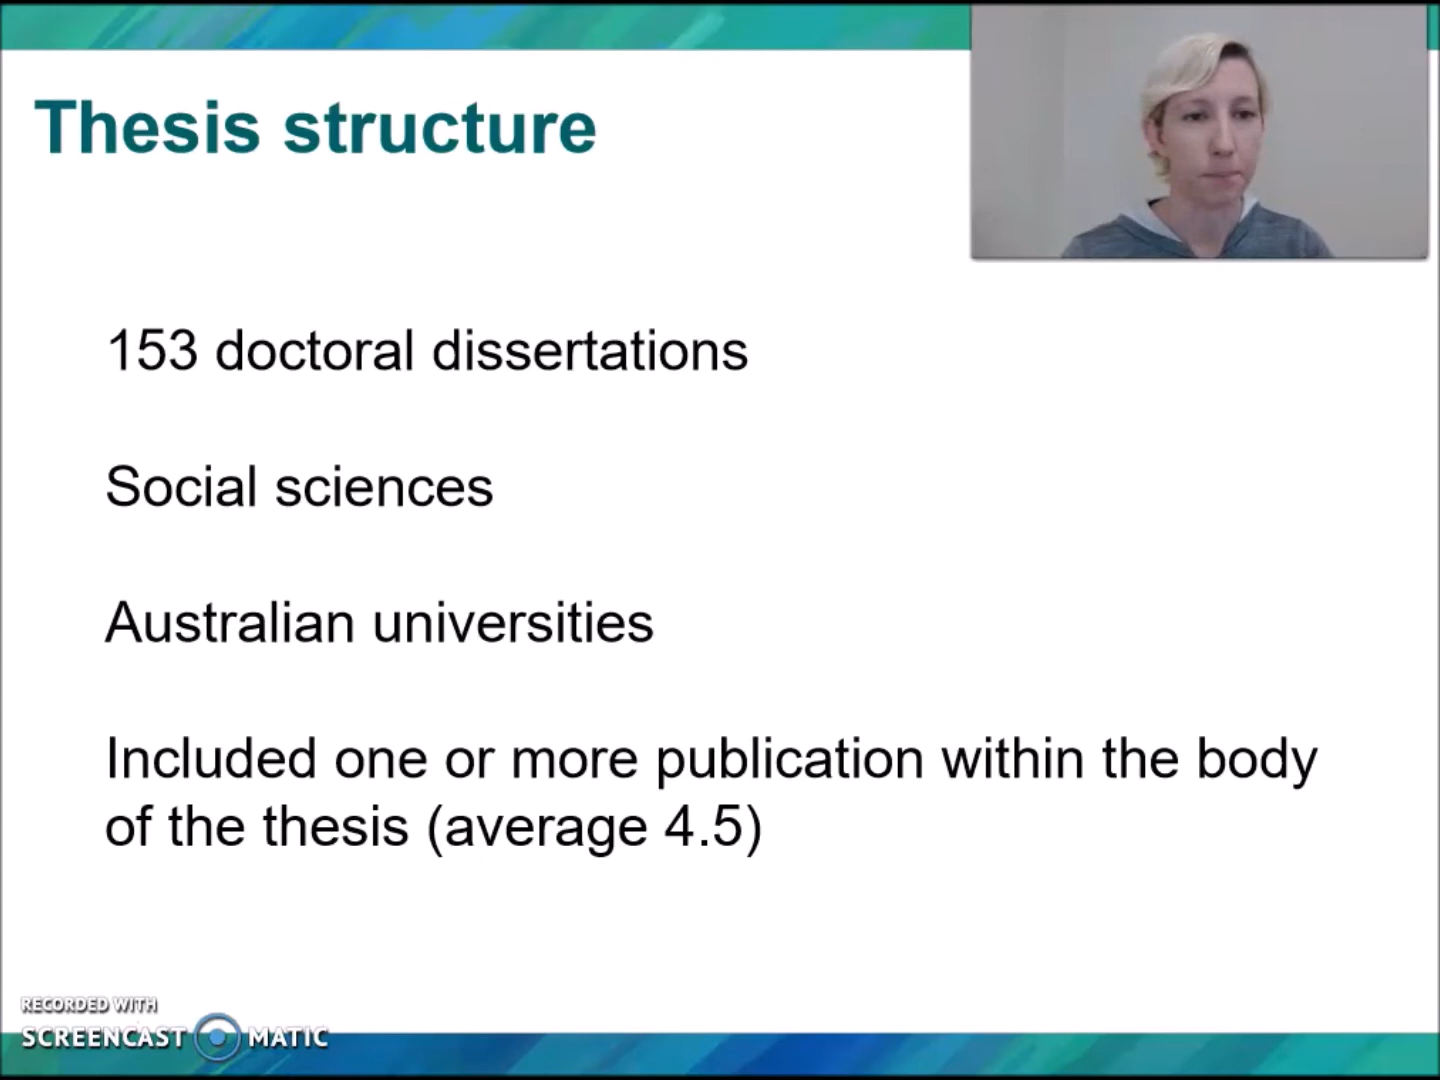 Thesis structure
153 doctoral dissertations
Social sciences
Australian universities
Included one or more publication within the body
of the thesis (average 4.5)
RECORDED WITH
SCREENCAST MATIC